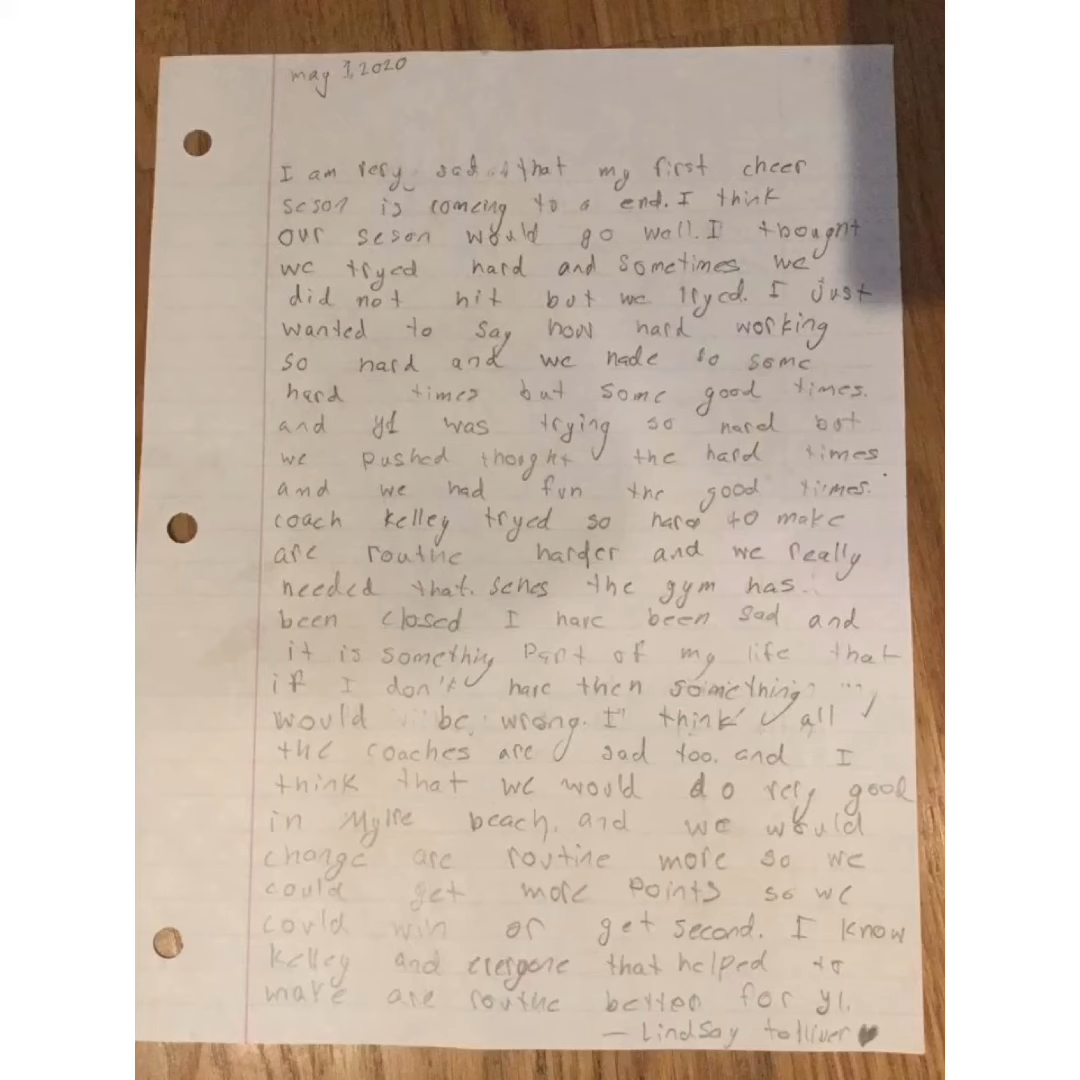 may 1, 2020
I am very sad that my first cheer
seson is comeing to a end. I think
our seson would go well. I thought
we tryed hard and sometimes we
did not hit but we tryed. I just
wanted to say how hard working
so hard and we hade so some
hard times but some good times.
and y1 was trying so hard bot
we pushed thoght the hard times
and we had fun the good times.
coach kelley tryed so hard to make
are routine harder and we really
needed that. senes the gym has
been closed I have been sad and
it is something part of my life that
if I don't have then something
would be wrong. I think all
the coaches are sad too. and I
think that we would do very good
in beach. and we would
change are routine more so we
could get more points so we
could win or get second. I know
kelley and everyone that helped to
make are routine better for y1.
— Lindsay tolliver ♥